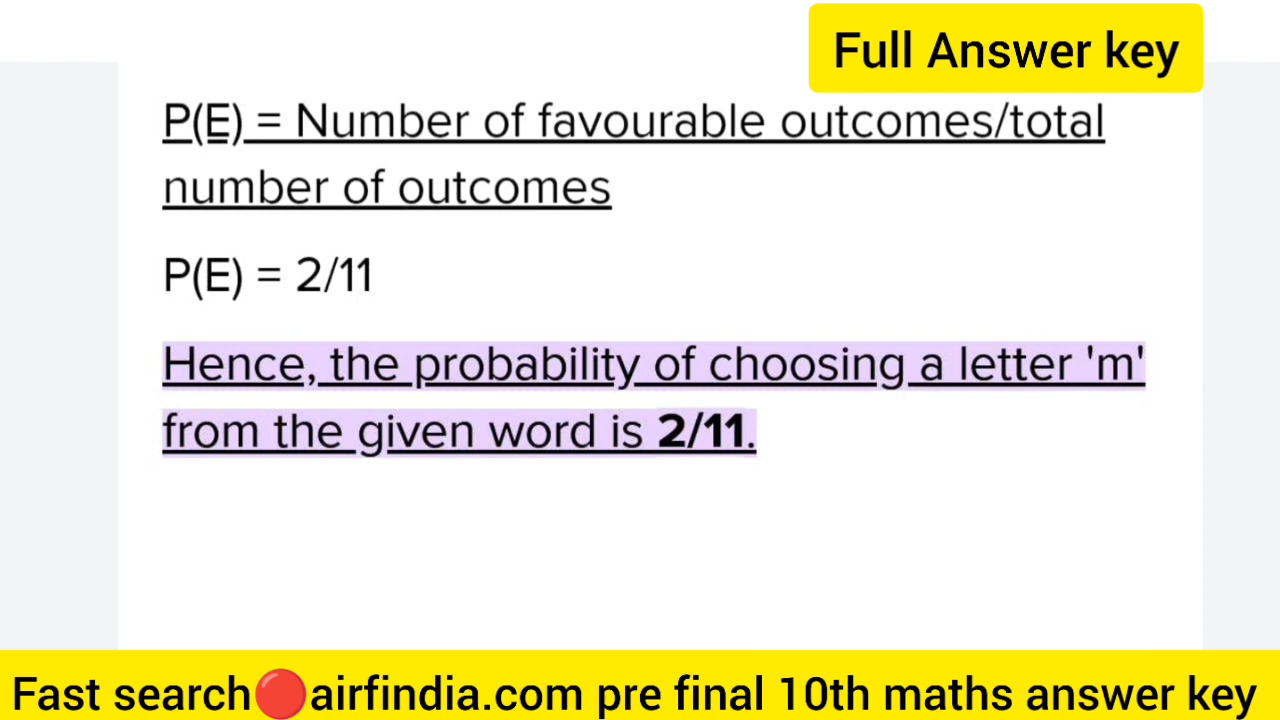 Full Answer key
P(E) = Number of favourable outcomes/total
number of outcomes
P(E) = 2/11
Hence, the probability of choosing a letter 'm'
from the given word is 2/11.
Fast search🔴airfindia.com pre final 10th maths answer key